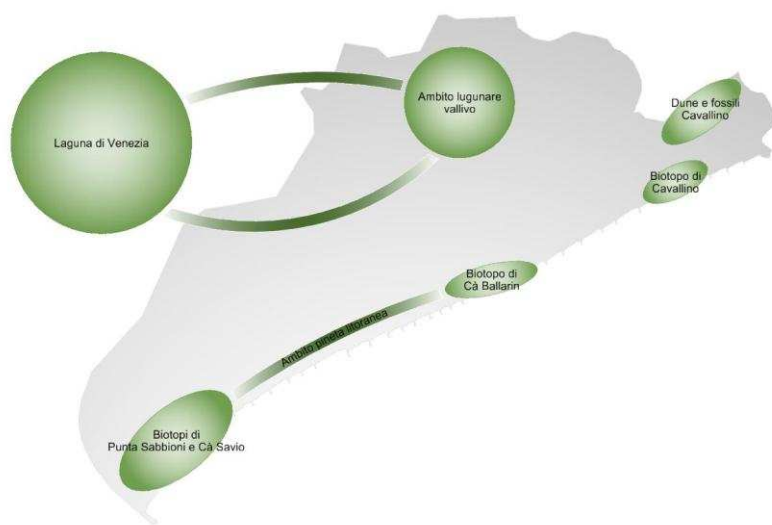 Laguna di Venezia
Ambito lugunare
vallivo
Dune e fossili
Cavallino
Biotopo di
Cavallino
Biotopo di
Cà Ballarin
Ambito pineta litoranea
Biotopi di
Punta Sabbioni e Cà Savio